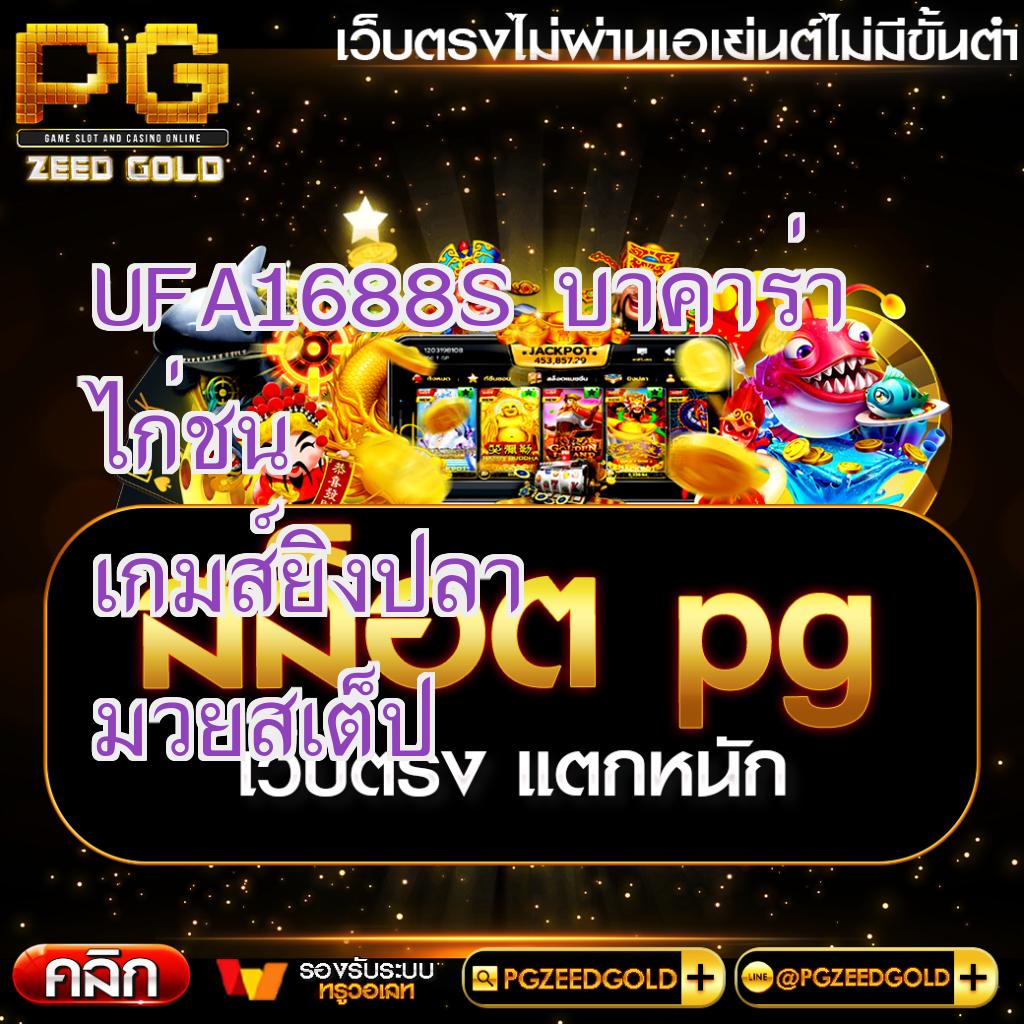 เว็บตรงไม่ผ่านเอเย่นต์ไม่มีขั้นต่ำ
PG
GAME SLOT AND CASINO ONLINE
ZEED GOLD
UFA1688S บาคาร่า
ไก่ชน
เกมส์ยิงปลา
มวยสเต็ป
JACKPOT
453,857.29
สล็อต pg
เว็บตรง แตกหนัก
คลิก
รองรับระบบ
ทรูวอเลท
PGZEEDGOLD +
LINE @PGZEEDGOLD +